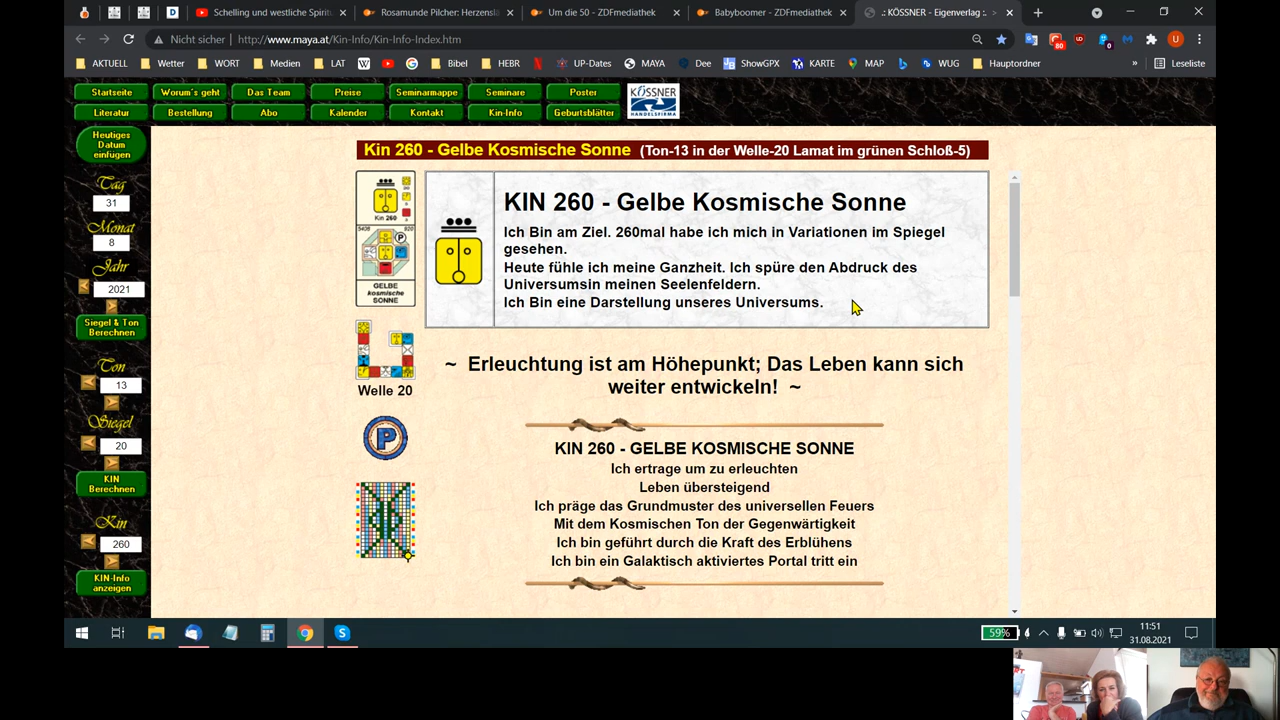 Schelling und westliche Spirit
Rosamunde Pilcher: Herzensl
Um die 50 - ZDFmediathek
Babyboomer - ZDFmediathek
.: KÖSSNER - Eigenverlag :.
Nicht sicher | http://www.maya.at/Kin-Info/Kin-Info-Index.htm
AKTUELL Wetter WORT Medien LAT Bibel HEBR UP-Dates MAYA Dee ShowGPX KARTE MAP WUG Hauptordner » Leseliste
Startseite Worum's geht Das Team Preise Seminarmappe Seminare Poster
Literatur Bestellung Abo Kalender Kontakt Kin-Info Geburtsblätter
KÖSSNER
HANDELSFIRMA
Heutiges
Datum
einfügen
Tag
31
Monat
8
Jahr
2021
Siegel & Ton
Berechnen
Ton
13
Siegel
20
KIN
Berechnen
Kin
260
KIN-Info
anzeigen
Kin 260 - Gelbe Kosmische Sonne (Ton-13 in der Welle-20 Lamat im grünen Schloß-5)
Kin 260
GELBE
kosmische
SONNE
Welle 20
P
KIN 260 - Gelbe Kosmische Sonne
Ich Bin am Ziel. 260mal habe ich mich in Variationen im Spiegel
gesehen.
Heute fühle ich meine Ganzheit. Ich spüre den Abdruck des
Universumsin meinen Seelenfeldern.
Ich Bin eine Darstellung unseres Universums.
~ Erleuchtung ist am Höhepunkt; Das Leben kann sich
weiter entwickeln! ~
KIN 260 - GELBE KOSMISCHE SONNE
Ich ertrage um zu erleuchten
Leben übersteigend
Ich präge das Grundmuster des universellen Feuers
Mit dem Kosmischen Ton der Gegenwärtigkeit
Ich bin geführt durch die Kraft des Erblühens
Ich bin ein Galaktisch aktiviertes Portal tritt ein
59%
11:51
31.08.2021